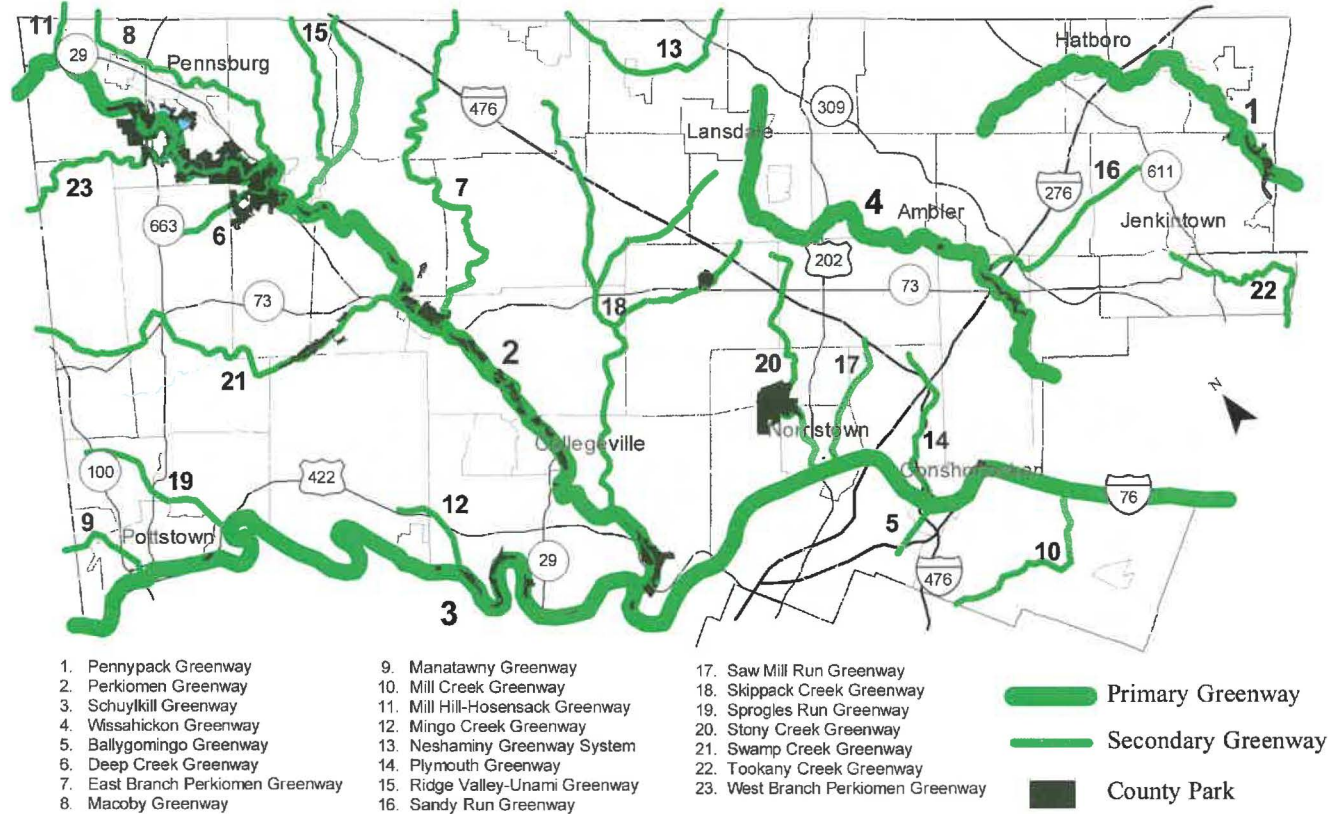 11
8
15
13
Hatboro
29
Pennsburg
476
309
Lansdale
1
23
7
16
611
663
6
4
Ambler
276
Jenkintown
202
73
73
18
22
2
20
17
21
N
Collegeville
Norristown
14
Conshohocken
100
19
422
12
76
9
Pottstown
5
10
29
476
3
1. Pennypack Greenway
2. Perkiomen Greenway
3. Schuylkill Greenway
4. Wissahickon Greenway
5. Ballygomingo Greenway
6. Deep Creek Greenway
7. East Branch Perkiomen Greenway
8. Macoby Greenway
9. Manatawny Greenway
10. Mill Creek Greenway
11. Mill Hill-Hosensack Greenway
12. Mingo Creek Greenway
13. Neshaminy Greenway System
14. Plymouth Greenway
15. Ridge Valley-Unami Greenway
16. Sandy Run Greenway
17. Saw Mill Run Greenway
18. Skippack Creek Greenway
19. Sprogles Run Greenway
20. Stony Creek Greenway
21. Swamp Creek Greenway
22. Tookany Creek Greenway
23. West Branch Perkiomen Greenway
Primary Greenway
Secondary Greenway
County Park